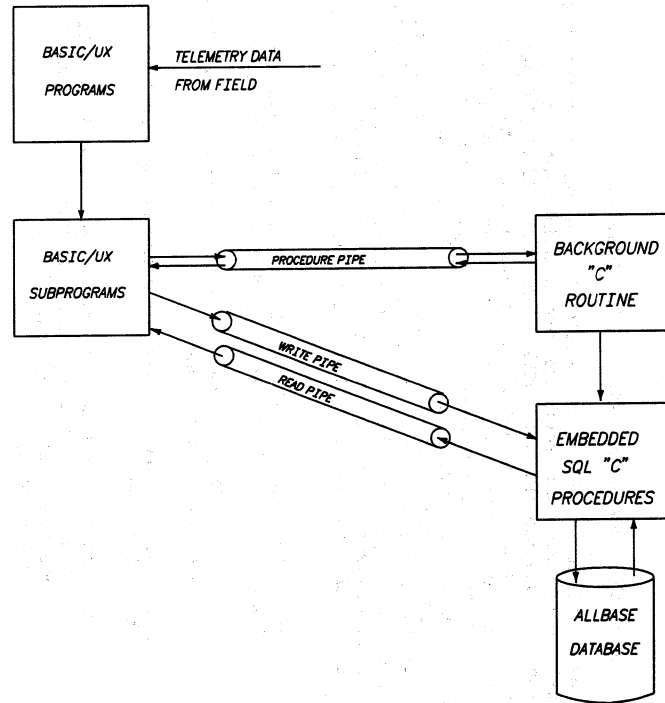 BASIC/UX
PROGRAMS
TELEMETRY DATA
FROM FIELD
BASIC/UX
SUBPROGRAMS
PROCEDURE PIPE
BACKGROUND
"C"
ROUTINE
WRITE PIPE
READ PIPE
EMBEDDED
SQL "C"
PROCEDURES
ALLBASE
DATABASE